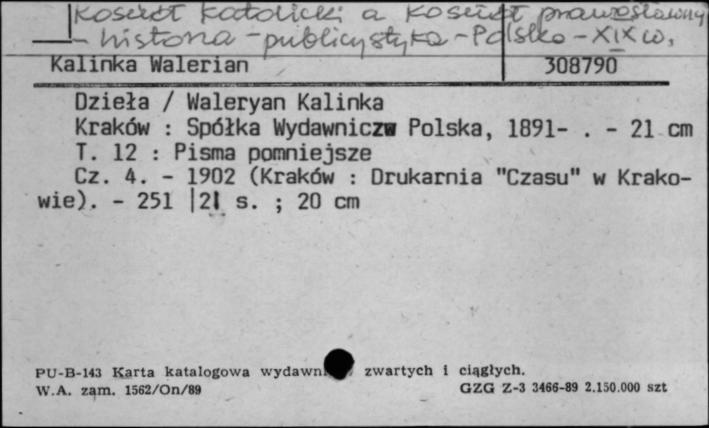 Kościół katolicki a Kościół prawosławny
- historia - publicystyka - Polska - XIX w.
Kalinka Walerian 308790
Dzieła / Waleryan Kalinka
Kraków : Spółka Wydawnicza Polska, 1891- . - 21 cm
T. 12 : Pisma pomniejsze
Cz. 4. - 1902 (Kraków : Drukarnia "Czasu" w Krako-
wie). - 251 |2| s. ; 20 cm
PU-B-143 Karta katalogowa wydawn zwartych i ciągłych.
W.A. zam. 1562/On/89 GZG Z-3 3466-89 2.150.000 szt